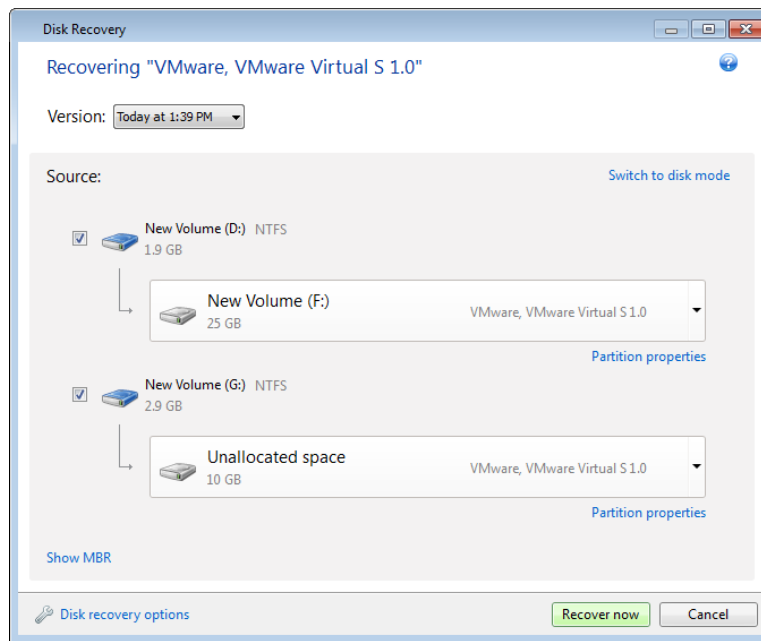 Disk Recovery
Recovering "VMware, VMware Virtual S 1.0"
?
Version: Today at 1:39 PM
Source: Switch to disk mode
New Volume (D:) NTFS
1.9 GB
New Volume (F:) VMware, VMware Virtual S 1.0
25 GB
Partition properties
New Volume (G:) NTFS
2.9 GB
Unallocated space VMware, VMware Virtual S 1.0
10 GB
Partition properties
Show MBR
Disk recovery options Recover now Cancel